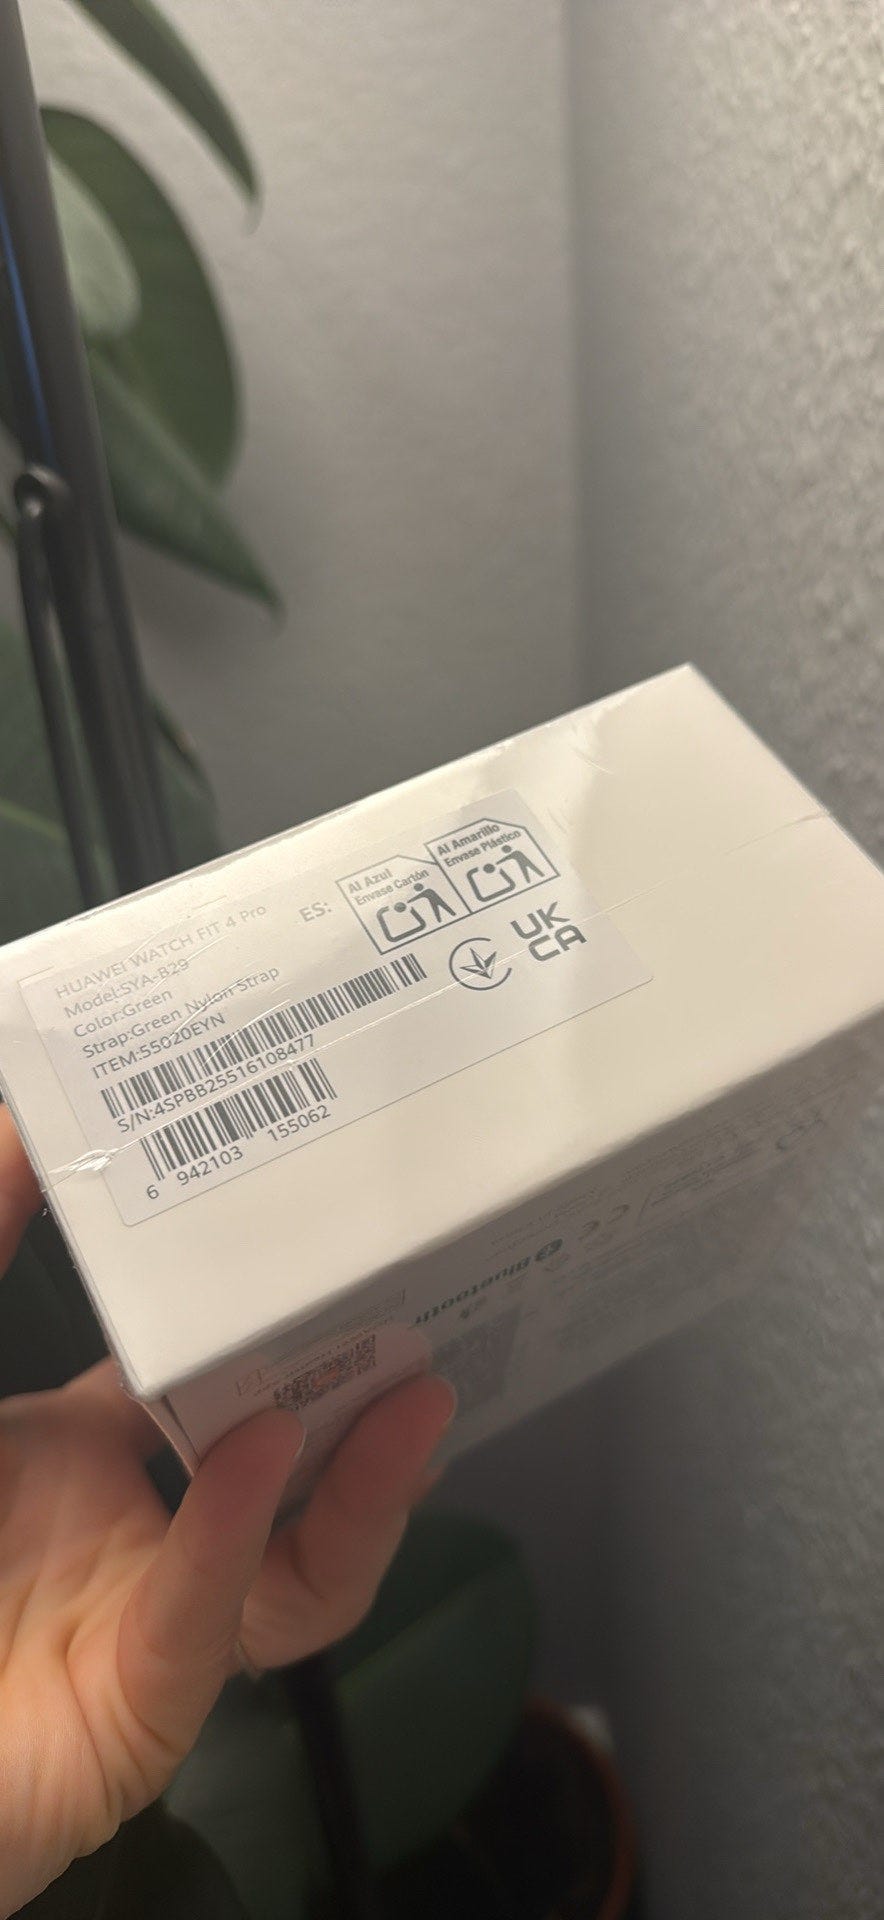 HUAWEI WATCH FIT 4 Pro
Model:SYA-B29
Color:Green
Strap:Green Nylon Strap
ITEM:55020EYN
S/N:4SPBB25516108477
6 942103 155062
ES:
Al Azul
Envase Cartón
Al Amarillo
Envase Plástico
UK
CA
Bluetooth